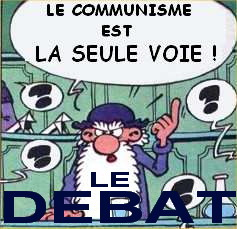 LE COMMUNISME
EST
LA SEULE VOIE !
?
?
?
?
LE
DEBAT